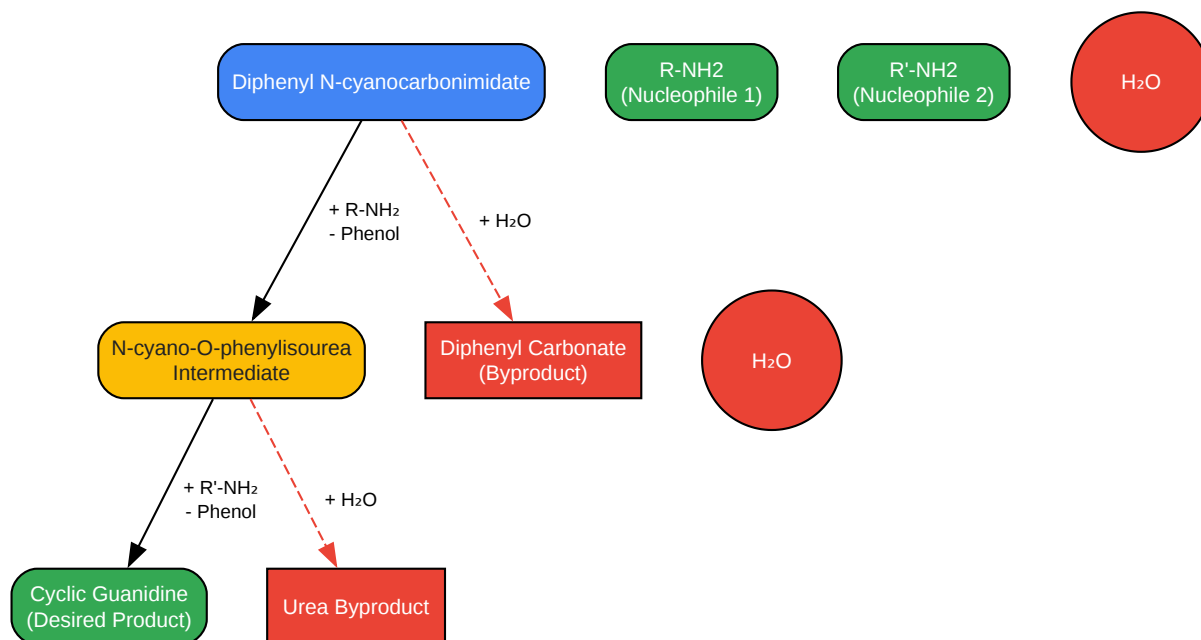 Diphenyl N-cyanocarbonimidate
R-NH2
(Nucleophile 1)
R'-NH2
(Nucleophile 2)
H₂O
+ R-NH₂
- Phenol
+ H₂O
N-cyano-O-phenylisourea
Intermediate
Diphenyl Carbonate
(Byproduct)
H₂O
+ R'-NH₂
- Phenol
+ H₂O
Cyclic Guanidine
(Desired Product)
Urea Byproduct